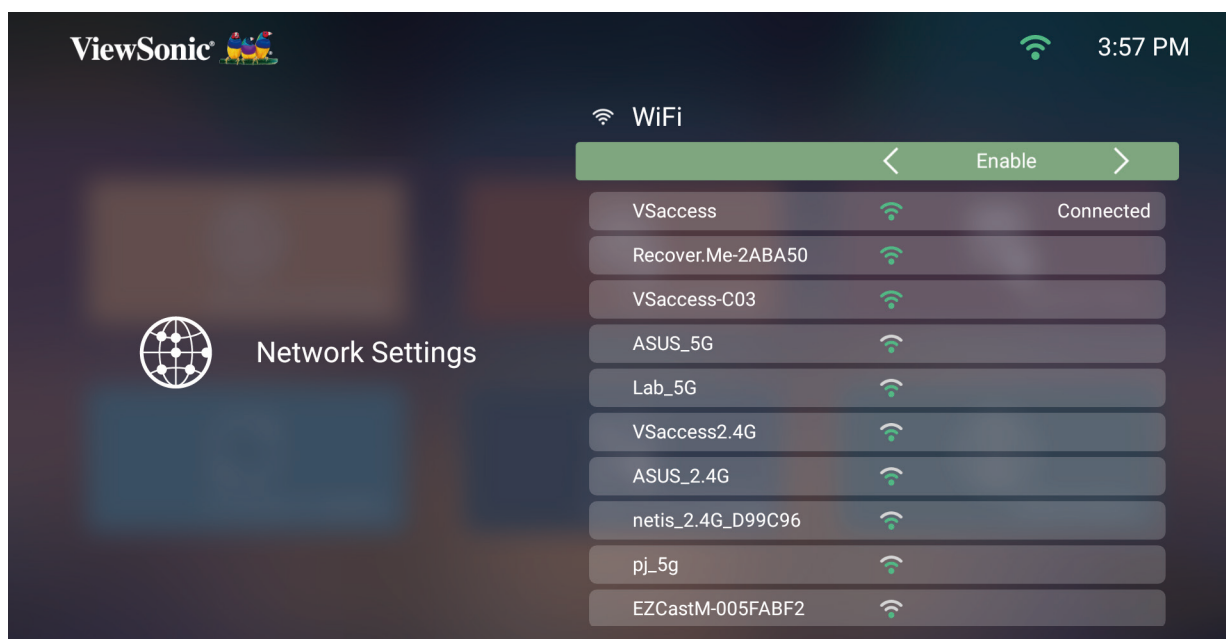 ViewSonic®
3:57 PM
WiFi
Enable
VSaccess Connected
Recover.Me-2ABA50
VSaccess-C03
ASUS_5G
Network Settings
Lab_5G
VSaccess2.4G
ASUS_2.4G
netis_2.4G_D99C96
pj_5g
EZCastM-005FABF2